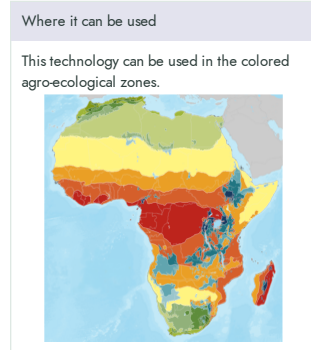 Where it can be used
This technology can be used in the colored
agro-ecological zones.